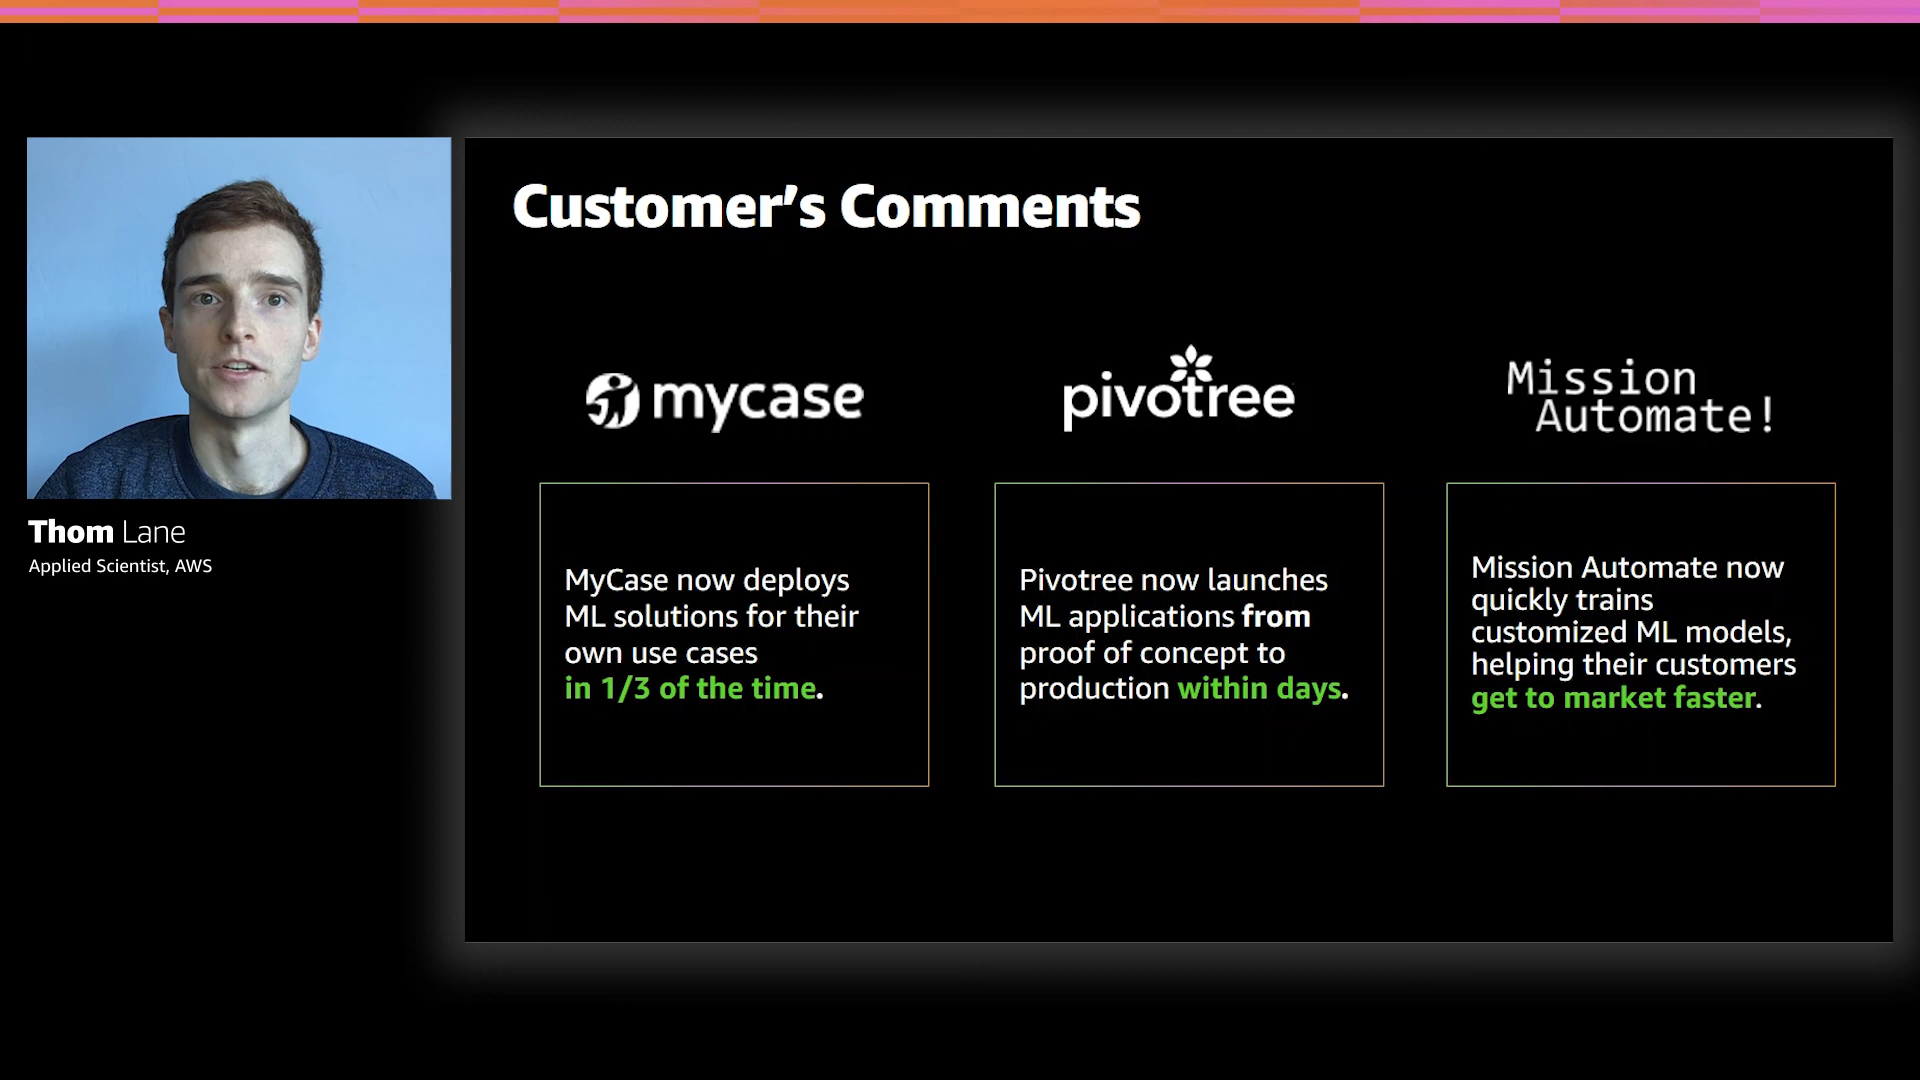 Customer's Comments
mycase
pivotree
Mission
Automate!
MyCase now deploys
ML solutions for their
own use cases
in 1/3 of the time.
Pivotree now launches
ML applications from
proof of concept to
production within days.
Mission Automate now
quickly trains
customized ML models,
helping their customers
get to market faster.
Thom Lane
Applied Scientist, AWS